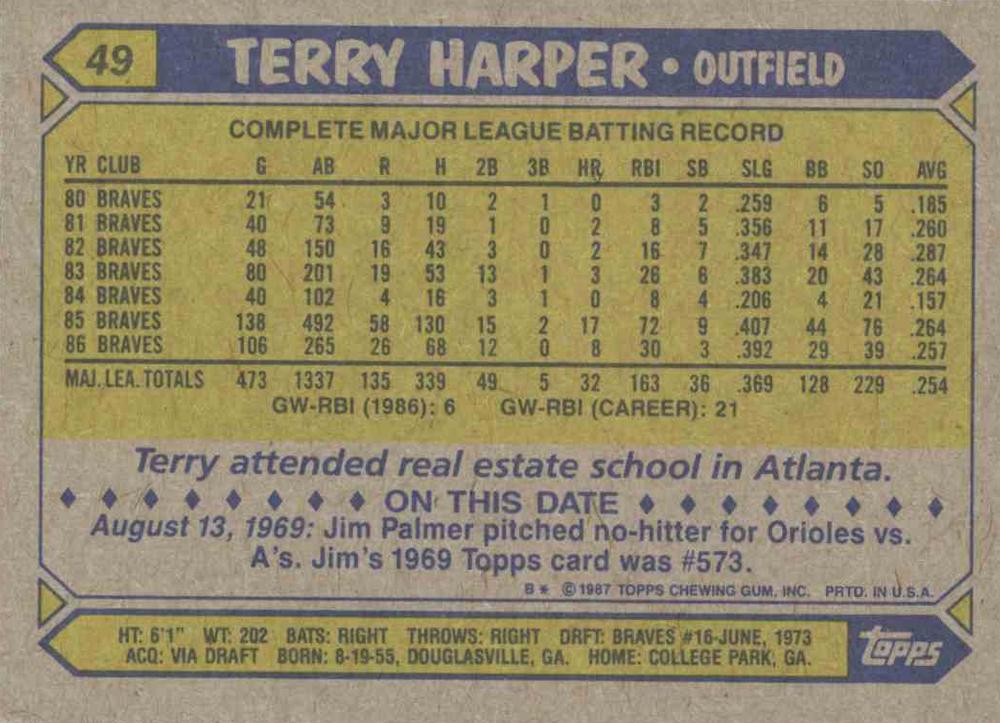 49 TERRY HARPER • OUTFIELD
COMPLETE MAJOR LEAGUE BATTING RECORD
YR CLUB G AB R H 2B 3B HR RBI SB SLG BB SO AVG
80 BRAVES 21 54 3 10 2 1 0 3 2 .259 6 5 .185
81 BRAVES 40 73 9 19 1 0 2 8 5 .356 11 17 .260
82 BRAVES 48 150 16 43 3 0 2 16 7 .347 14 28 .287
83 BRAVES 80 201 19 53 13 1 3 26 6 .383 20 43 .264
84 BRAVES 40 102 4 16 3 1 0 8 4 .206 4 21 .157
85 BRAVES 138 492 58 130 15 2 17 72 9 .407 44 76 .264
86 BRAVES 106 265 26 68 12 0 8 30 3 .392 29 39 .257
MAJ. LEA. TOTALS 473 1337 135 339 49 5 32 163 36 .369 128 229 .254
GW-RBI (1986): 6 GW-RBI (CAREER): 21
Terry attended real estate school in Atlanta.
♦ ♦ ♦ ♦ ♦ ♦ ♦ ♦ ON THIS DATE ♦ ♦ ♦ ♦ ♦ ♦ ♦ ♦
August 13, 1969: Jim Palmer pitched no-hitter for Orioles vs.
A's. Jim's 1969 Topps card was #573.
B * © 1987 TOPPS CHEWING GUM, INC. PRTD. IN U.S.A.
HT: 6'1" WT: 202 BATS: RIGHT THROWS: RIGHT DRFT: BRAVES #16-JUNE, 1973
ACQ: VIA DRAFT BORN: 8-19-55, DOUGLASVILLE, GA. HOME: COLLEGE PARK, GA.
TOPPS